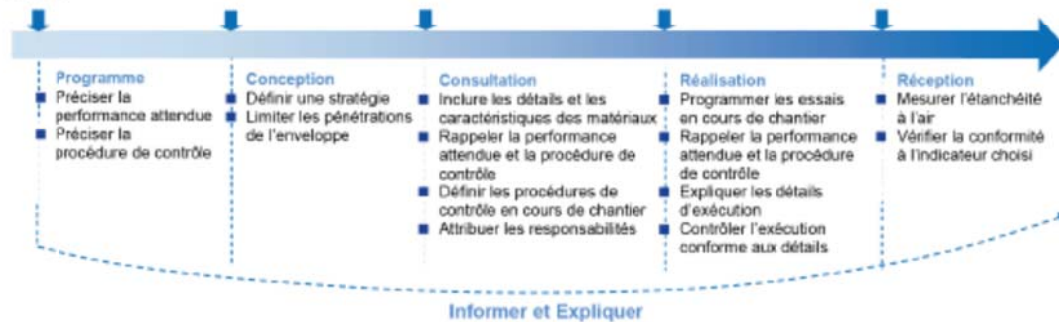 Programme
Préciser la
performance attendue
Préciser la
procédure de contrôle
Conception
Définir une stratégie
Limiter les pénétrations
de l'enveloppe
Consultation
Inclure les détails et les
caractéristiques des matériaux
Rappeler la performance
attendue et la procédure de
contrôle
Définir les procédures de
contrôle en cours de chantier
Attribuer les responsabilités
Réalisation
Programmer les essais
en cours de chantier
Rappeler la performance
attendue et la procédure
de contrôle
Expliquer les détails
d'exécution
Contrôler l'exécution
conforme aux détails
Réception
Mesurer l'étanchéité
à l'air
Vérifier la conformité
à l'indicateur choisi
Informer et Expliquer